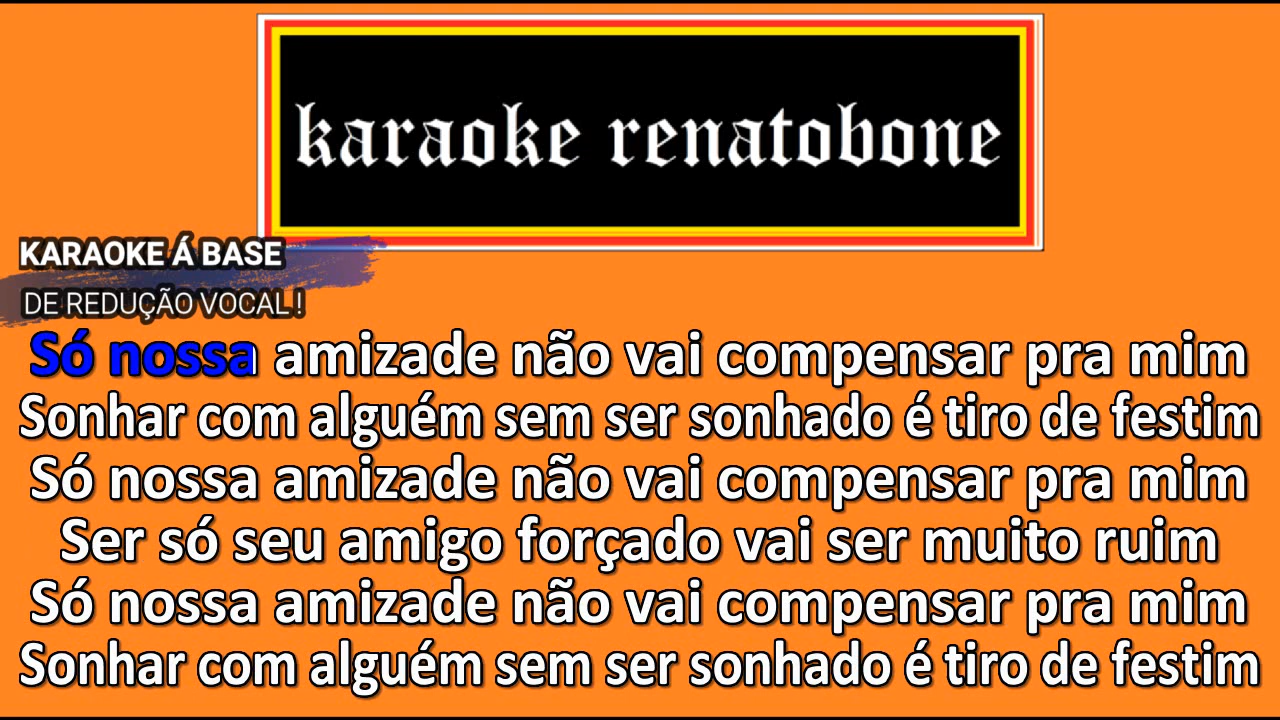 karaoke renatobone
KARAOKE Á BASE
DE REDUÇÃO VOCAL !
Só nossa amizade não vai compensar pra mim
Sonhar com alguém sem ser sonhado é tiro de festim
Só nossa amizade não vai compensar pra mim
Ser só seu amigo forçado vai ser muito ruim
Só nossa amizade não vai compensar pra mim
Sonhar com alguém sem ser sonhado é tiro de festim